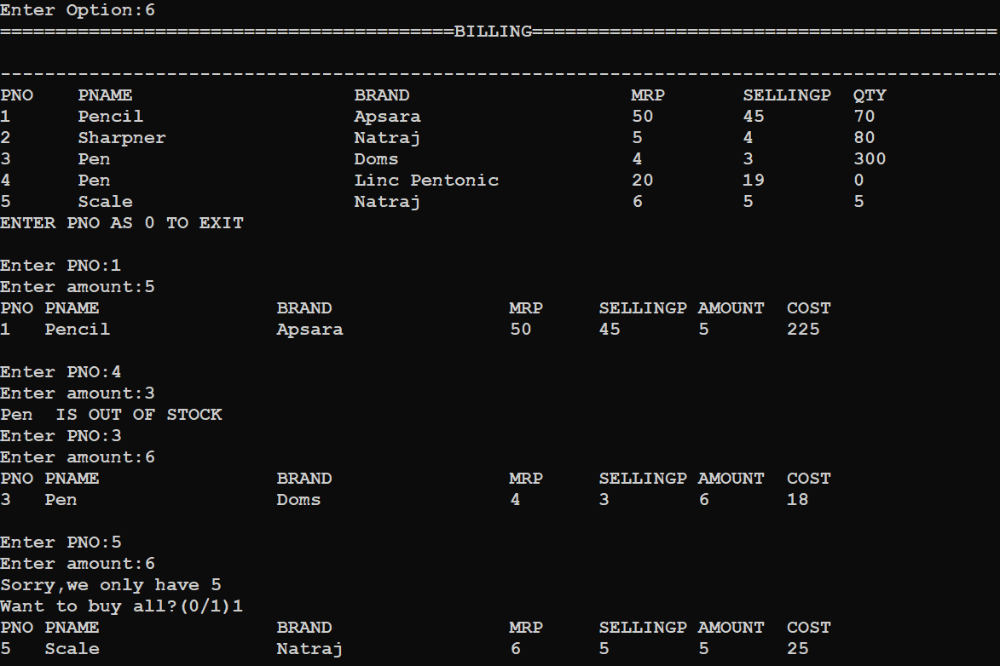 Enter Option:6
=========================================BILLING==========================================
------------------------------------------------------------------------------------------
PNO PNAME BRAND MRP SELLINGP QTY
1 Pencil Apsara 50 45 70
2 Sharpner Natraj 5 4 80
3 Pen Doms 4 3 300
4 Pen Linc Pentonic 20 19 0
5 Scale Natraj 6 5 5
ENTER PNO AS 0 TO EXIT
Enter PNO:1
Enter amount:5
PNO PNAME BRAND MRP SELLINGP AMOUNT COST
1 Pencil Apsara 50 45 5 225
Enter PNO:4
Enter amount:3
Pen  IS OUT OF STOCK
Enter PNO:3
Enter amount:6
PNO PNAME BRAND MRP SELLINGP AMOUNT COST
3 Pen Doms 4 3 6 18
Enter PNO:5
Enter amount:6
Sorry,we only have 5
Want to buy all?(0/1)1
PNO PNAME BRAND MRP SELLINGP AMOUNT COST
5 Scale Natraj 6 5 5 25